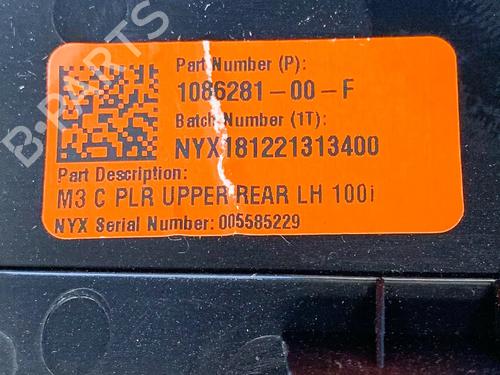 Part Number (P):
1086281-00-F
Batch Number (1T):
NYX181221313400
Part Description:
M3 C PLR UPPER REAR LH 100i
NYX Serial Number: 005585229
B-PARTS